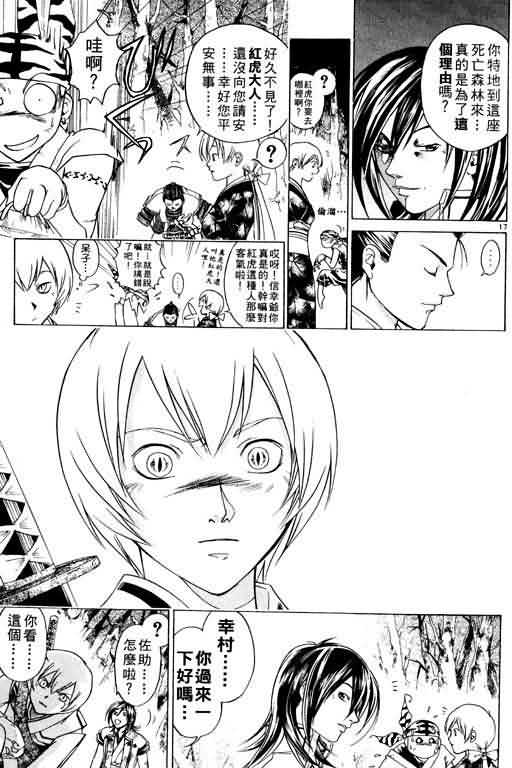 你特地到這座
死亡森林來…
真的是為了這
個理由嗎？
17
……
紅虎你要去
哪裡啊？
偷溜…
？
好久不見了！
紅虎大人。
還沒向您請安
……幸好您平
安無事……
哇啊？
哎呀！信幸爺你
真是的！幹嘛對
紅虎這種人那麼
客氣啦！
就…就是說
嘛！你搞錯
了吧！
呆子…
幸村……
你過來一
下好嗎…
？
佐助……
怎麼啦？
你看……
這個……